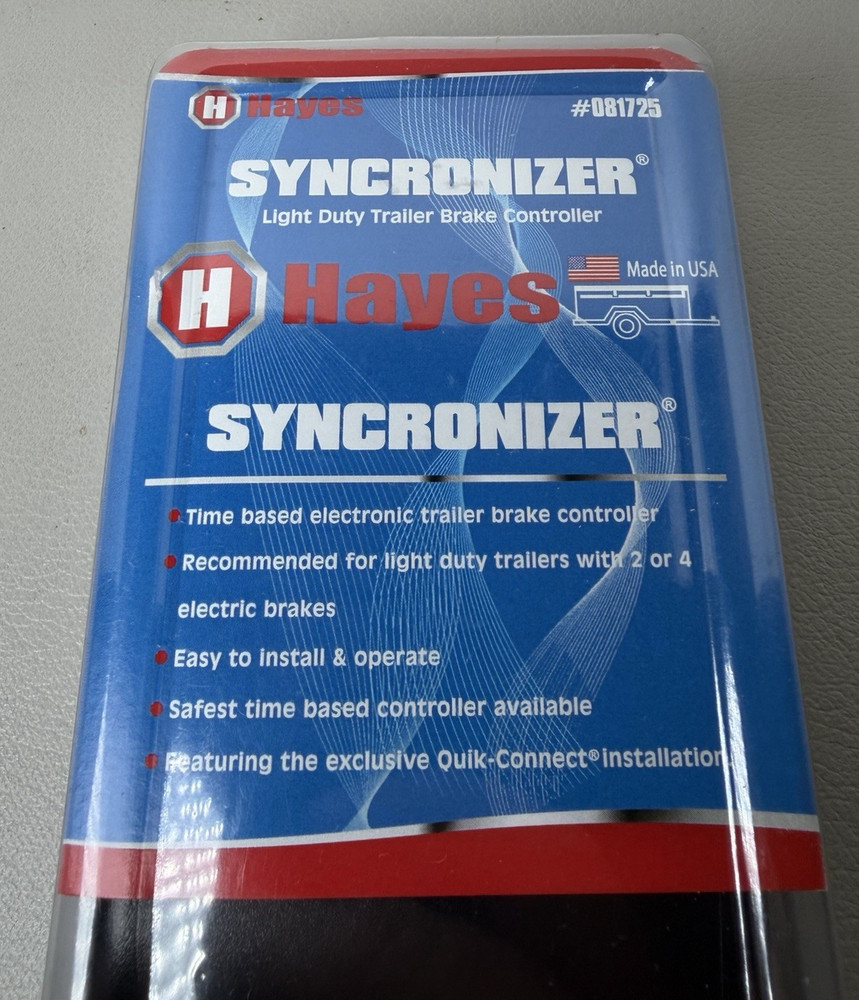 H Hayes #081725
SYNCRONIZER®
Light Duty Trailer Brake Controller
Made in USA
H Hayes
SYNCRONIZER®
Time based electronic trailer brake controller
Recommended for light duty trailers with 2 or 4
electric brakes
Easy to install & operate
Safest time based controller available
Featuring the exclusive Quik-Connect® installation